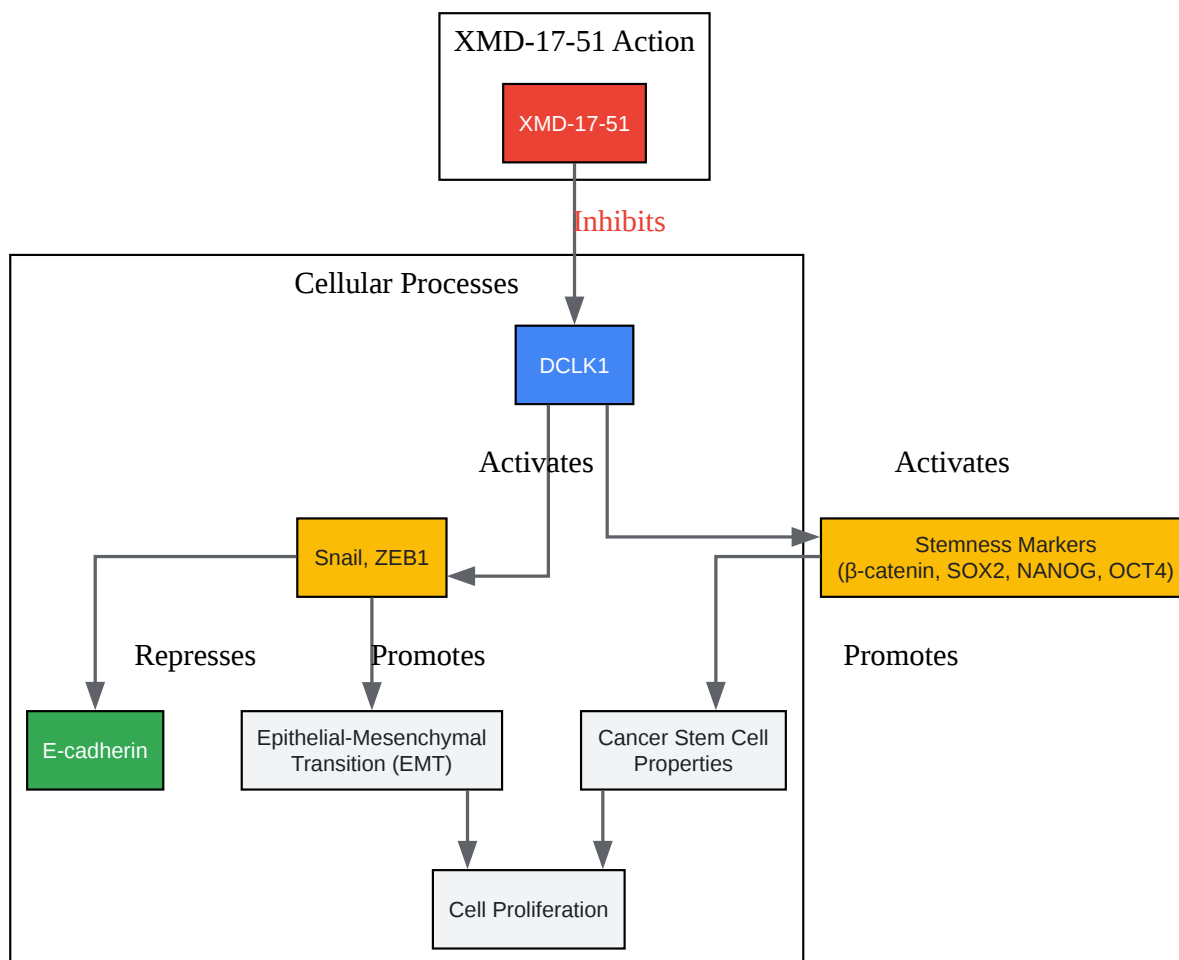 XMD-17-51 Action
XMD-17-51
Inhibits
Cellular Processes
DCLK1
Activates
Activates
Snail, ZEB1
Stemness Markers
(β-catenin, SOX2, NANOG, OCT4)
Represses
Promotes
Promotes
E-cadherin
Epithelial-Mesenchymal
Transition (EMT)
Cancer Stem Cell
Properties
Cell Proliferation